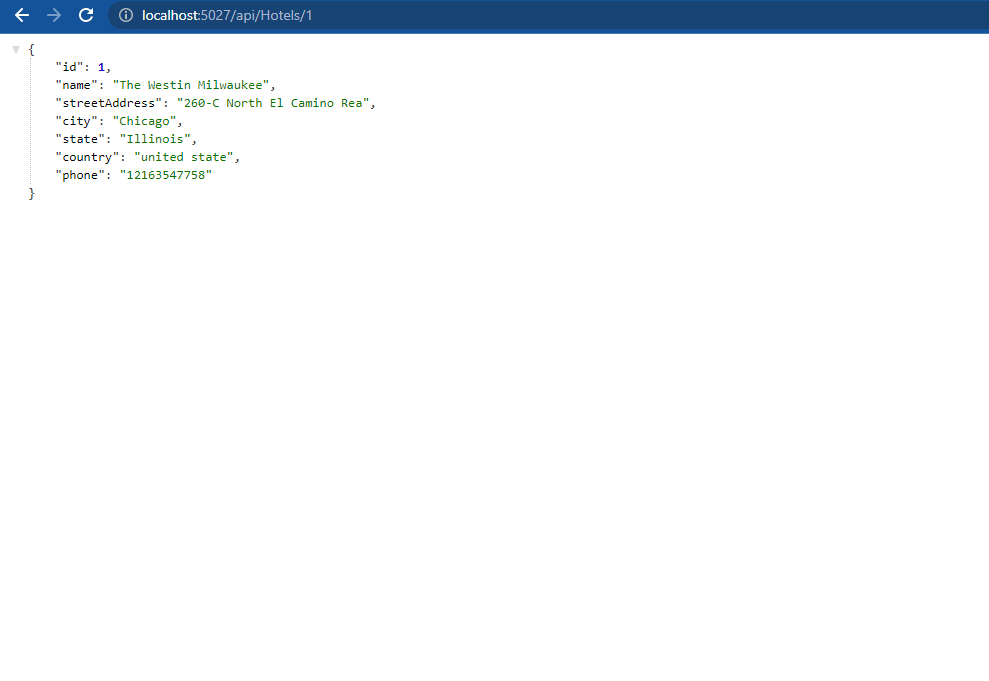 localhost:5027/api/Hotels/1
{
"id": 1,
"name": "The Westin Milwaukee",
"streetAddress": "260-C North El Camino Rea",
"city": "Chicago",
"state": "Illinois",
"country": "united state",
"phone": "12163547758"
}